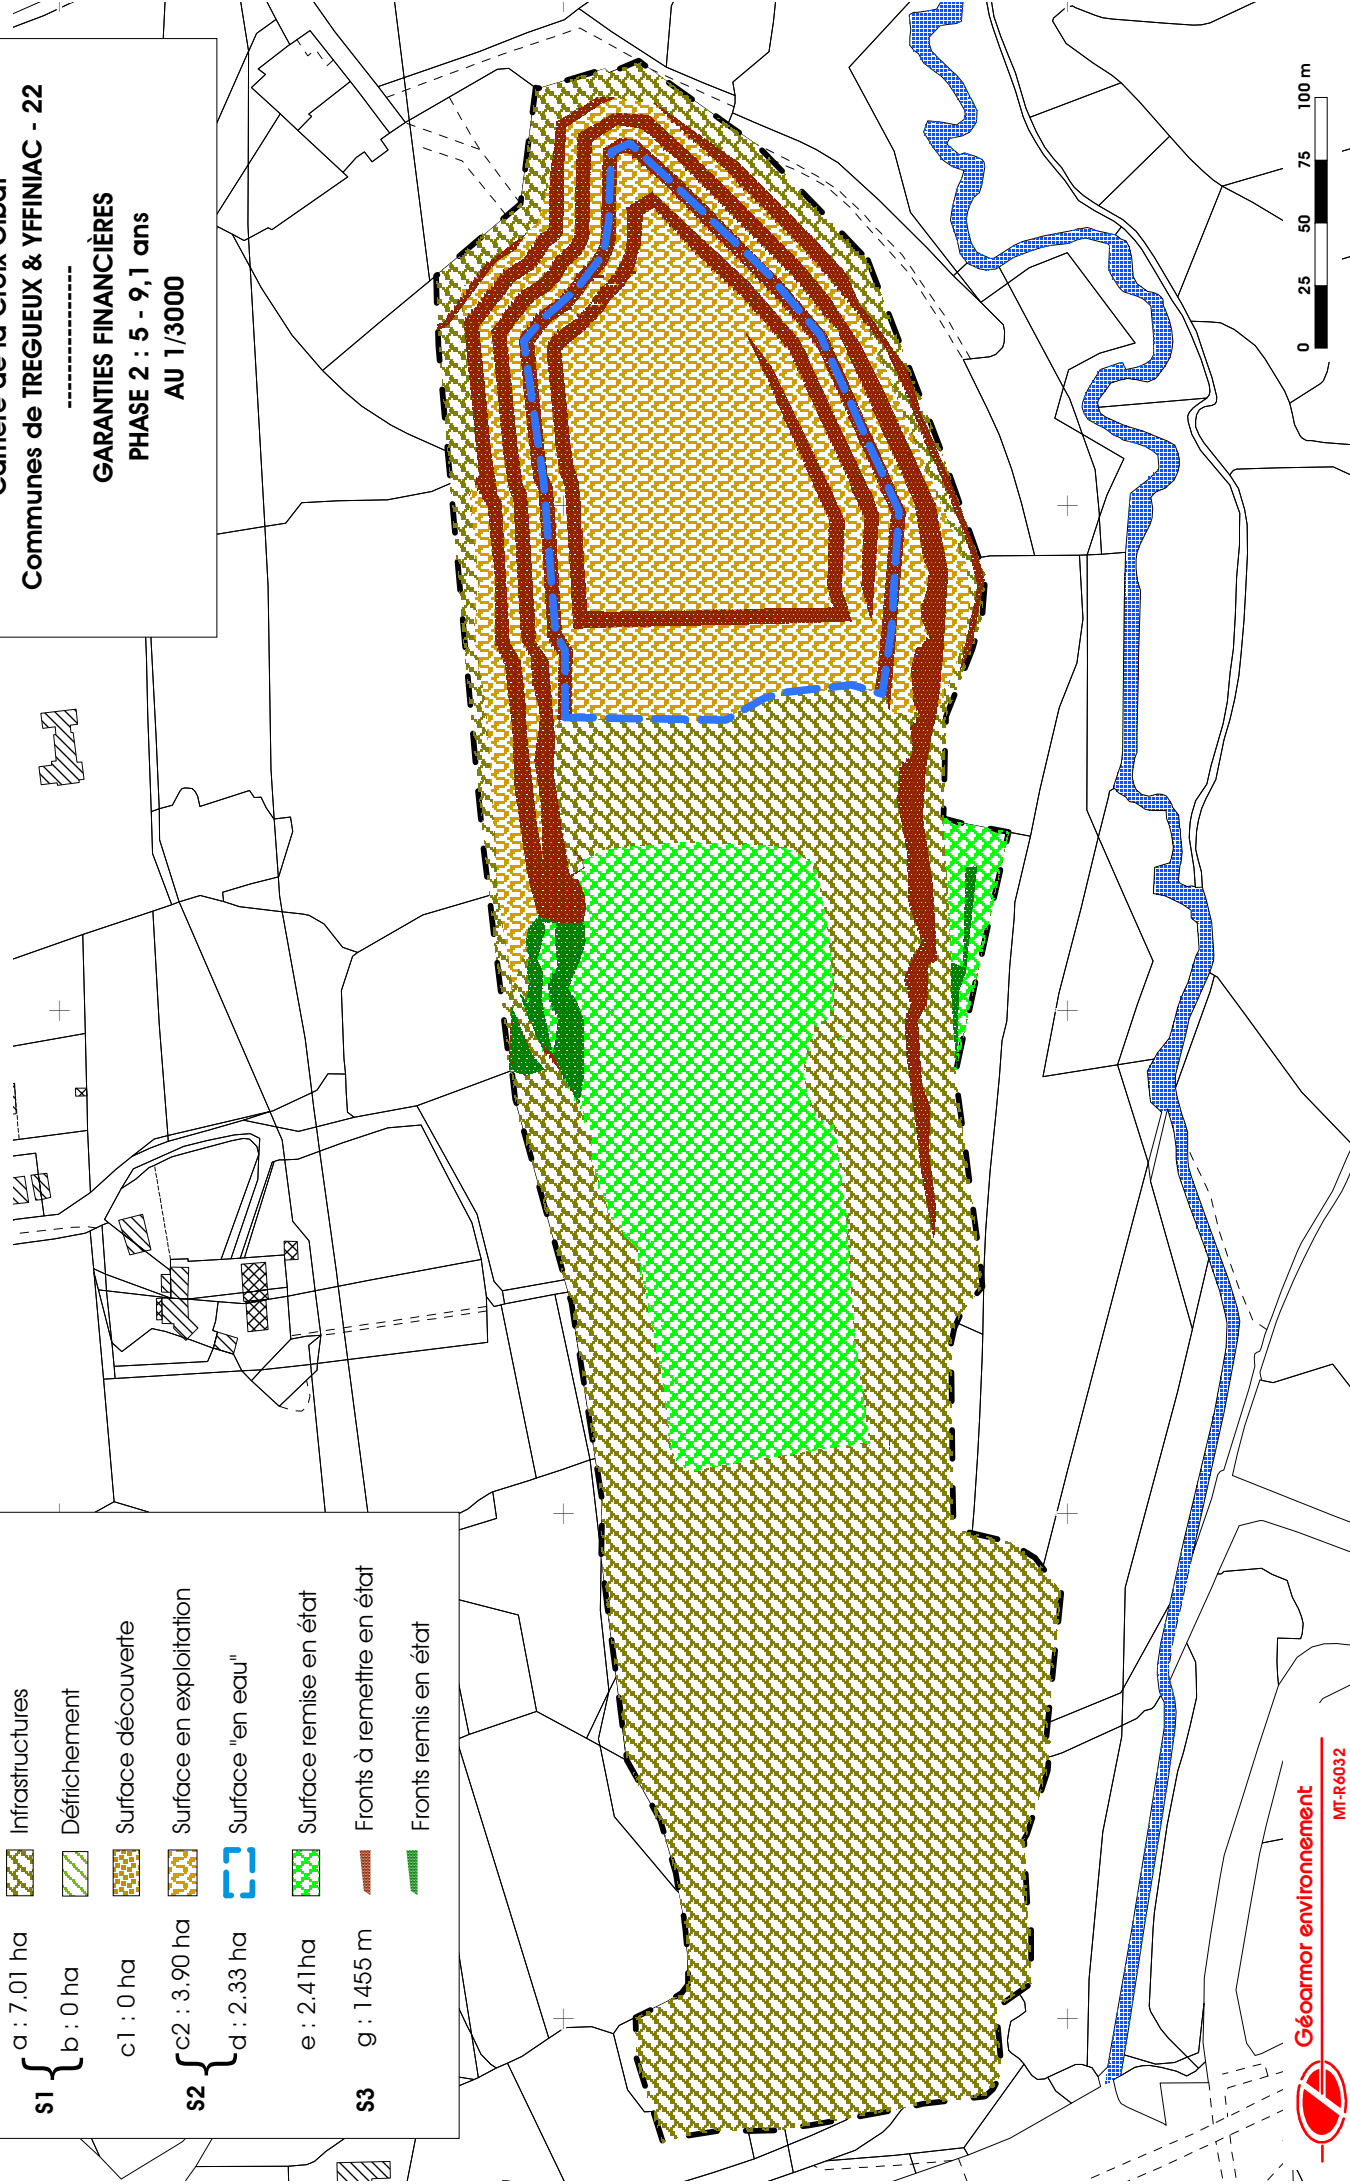 Communes de TREGUEUX & YFFINIAC - 22
-------------
GARANTIES FINANCIÈRES
PHASE 2 : 5 - 9,1 ans
AU 1/3000
S1
a : 7.01 ha Infrastructures
b : 0 ha Défrichement
c1 : 0 ha Surface découverte
S2
c2 : 3.90 ha Surface en exploitation
d : 2.33 ha Surface "en eau"
e : 2.41ha Surface remise en état
S3
g : 1455 m Fronts à remettre en état
Fronts remis en état
0 25 50 75 100 m
Géoarmor environnement
MT-R6032